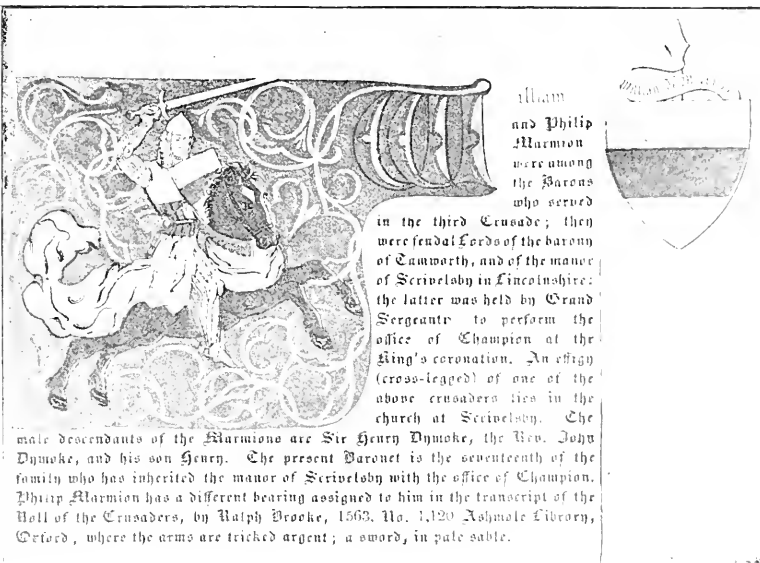 illiam
and Philip
Marmion
were among
the Barons
who served
in the third Crusade; they
were feudal Lords of the barony
of Tamworth, and of the manor
of Scrivelsby in Lincolnshire:
the latter was held by Grand
Sergeantr to perform the
office of Champion at the
King's coronation. An effigy
(cross-legged) of one of the
above crusaders lies in the
church at Scrivelsby. The
male descendants of the Marmions are Sir Henry Dymoke, the Rev. John
Dymoke, and his son Henry. The present Baronet is the seventeenth of the
family who has inherited the manor of Scrivelsby with the office of Champion.
Philip Marmion has a different bearing assigned to him in the transcript of the
Roll of the Crusaders, by Ralph Brooke, 1563. No. 1,120 Ashmole Library,
Oxford, where the arms are tricked argent; a sword, in pale sable.